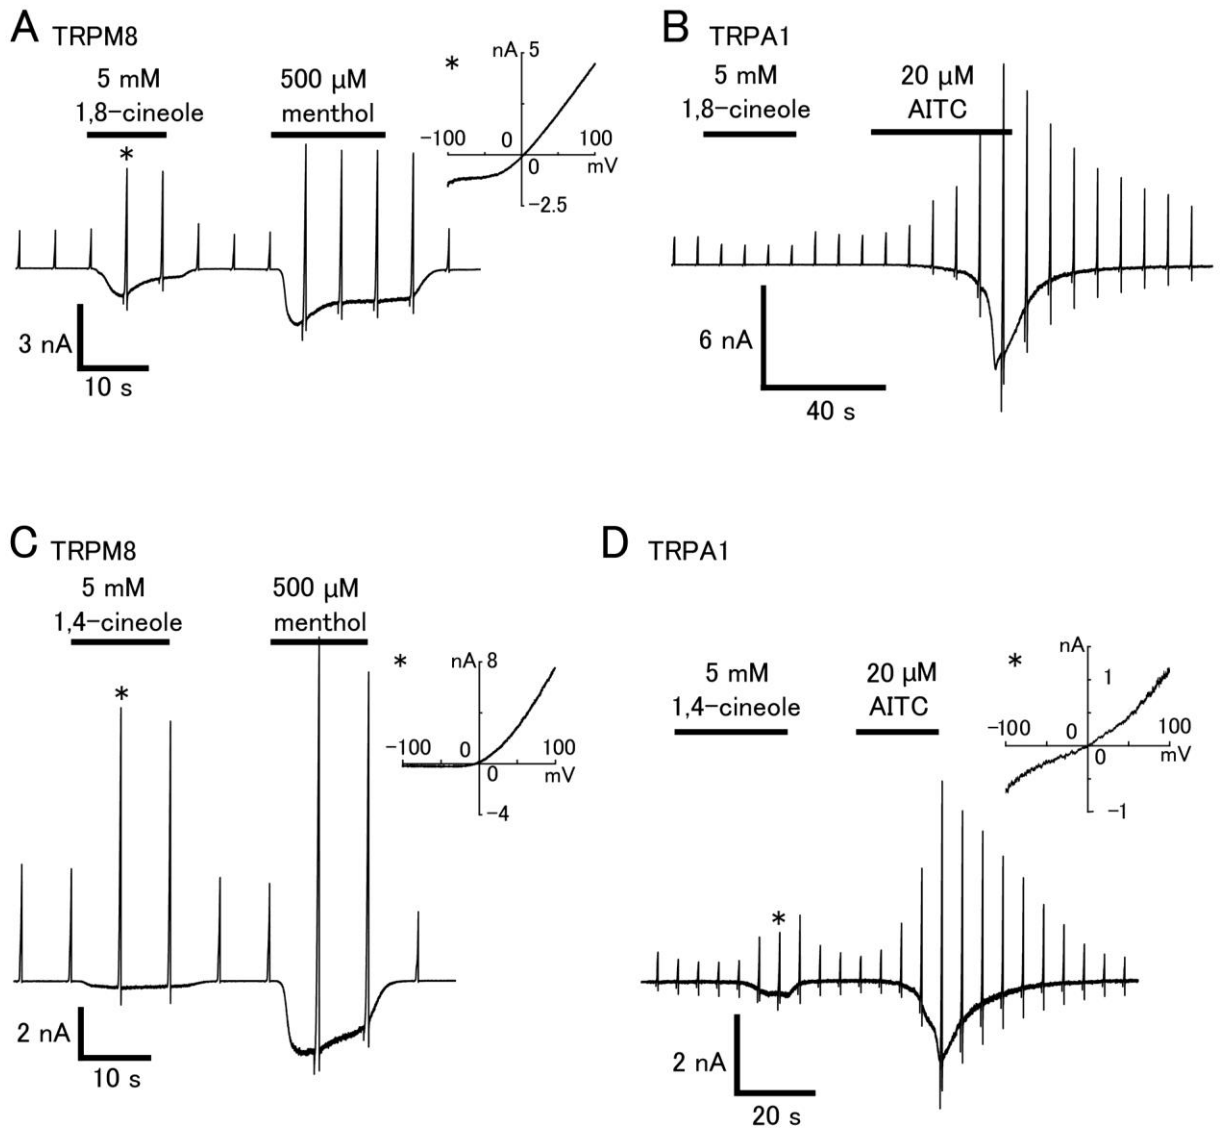 A TRPM8
5 mM
1,8-cineole
500 µM
menthol
*
*
nA 5
-100
0
100
0
mV
-2.5
3 nA
10 s
B TRPA1
5 mM
1,8-cineole
20 µM
AITC
6 nA
40 s
C TRPM8
5 mM
1,4-cineole
500 µM
menthol
*
*
nA 8
-100
0
100
0
mV
-4
2 nA
10 s
D TRPA1
5 mM
1,4-cineole
20 µM
AITC
*
*
nA
1
-100
0
100
0
mV
-1
2 nA
20 s